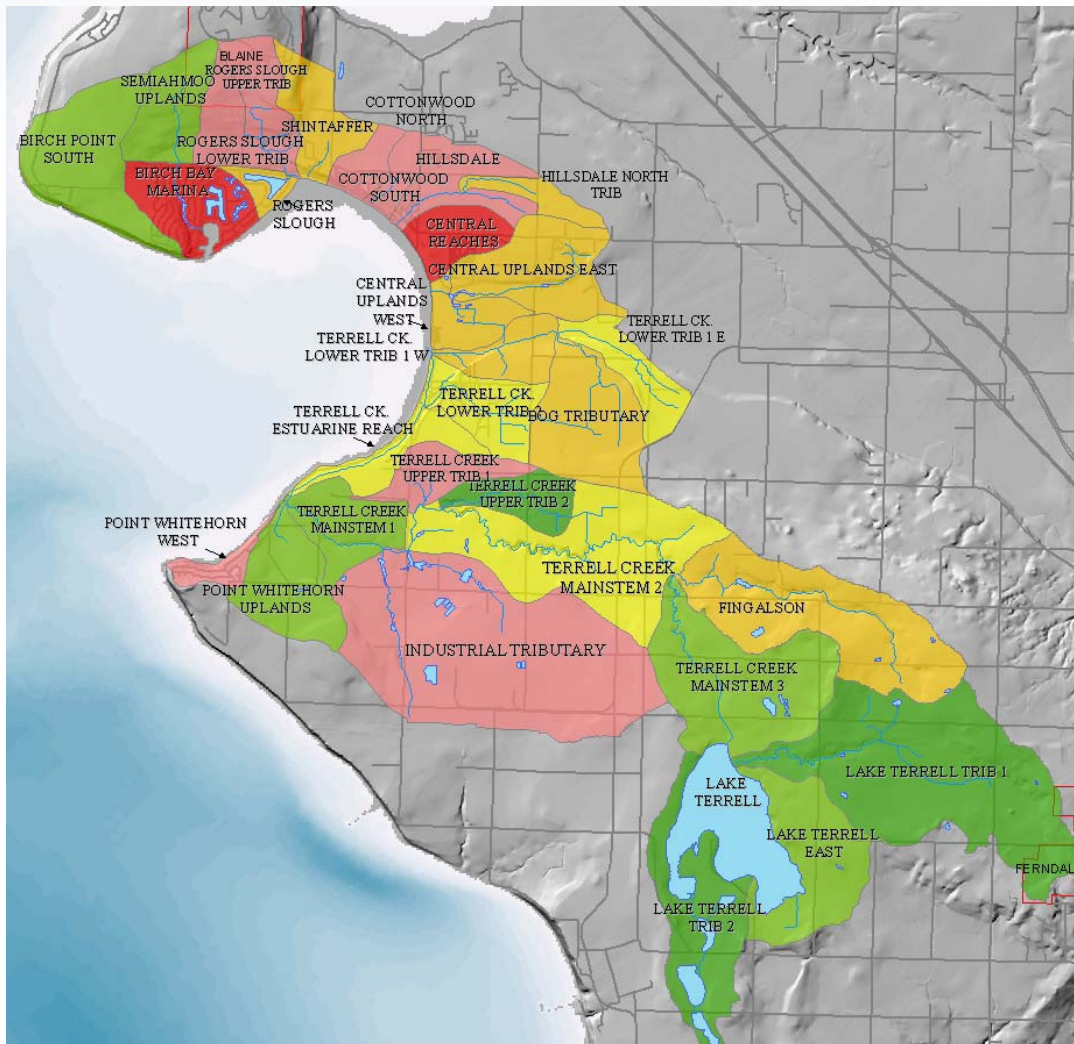 BLAINE
ROGERS SLOUGH
UPPER TRIB
SEMIAHMOO
UPLANDS
COTTONWOOD
NORTH
SHINTAFFER
BIRCH POINT
SOUTH
ROGERS SLOUGH
LOWER TRIB
HILLSDALE
BIRCH BAY
MARINA
COTTONWOOD
SOUTH
HILLSDALE NORTH
TRIB
ROGERS
SLOUGH
CENTRAL
REACHES
CENTRAL UPLANDS EAST
CENTRAL
UPLANDS
WEST
TERRELL CK.
LOWER TRIB 1 E
TERRELL CK.
LOWER TRIB 1 W
TERRELL CK.
LOWER TRIB 2
BOG TRIBUTARY
TERRELL CK.
ESTUARINE REACH
TERRELL CREEK
UPPER TRIB 1
TERRELL CREEK
UPPER TRIB 2
TERRELL CREEK
MAINSTEM 1
POINT WHITEHORN
WEST
TERRELL CREEK
MAINSTEM 2
POINT WHITEHORN
UPLANDS
FINGALSON
INDUSTRIAL TRIBUTARY
TERRELL CREEK
MAINSTEM 3
LAKE TERRELL TRIB 1
LAKE
TERRELL
LAKE TERRELL
EAST
FERNDAL
LAKE TERRELL
TRIB 2